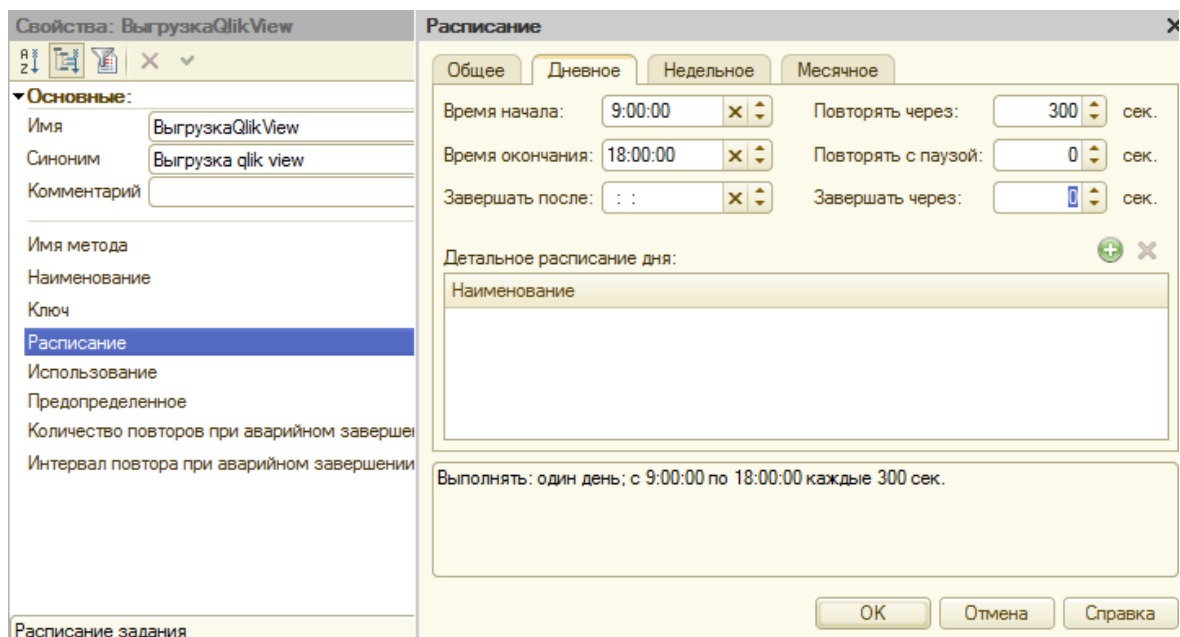 Свойства: ВыгрузкаQlikView
Основные:
Имя ВыгрузкаQlikView
Синоним Выгрузка qlik view
Комментарий
Имя метода
Наименование
Ключ
Расписание
Использование
Предопределенное
Количество повторов при аварийном заверше
Интервал повтора при аварийном завершении
Расписание задания
Расписание
Общее Дневное Недельное Месячное
Время начала: 9:00:00 Повторять через: 300 сек.
Время окончания: 18:00:00 Повторять с паузой: 0 сек.
Завершать после: : : Завершать через: 0 сек.
Детальное расписание дня:
Наименование
Выполнять: один день; с 9:00:00 по 18:00:00 каждые 300 сек.
OK Отмена Справка